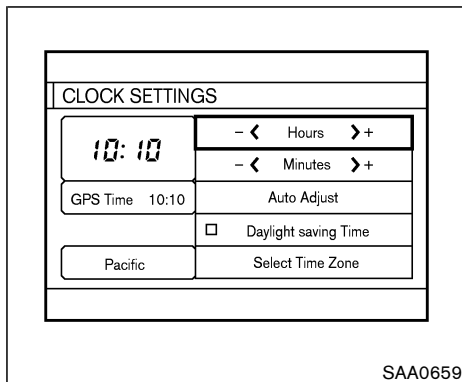 CLOCK SETTINGS
10:10
- < Hours > +
- < Minutes > +
GPS Time 10:10
Auto Adjust
Daylight saving Time
Pacific
Select Time Zone
SAA0659